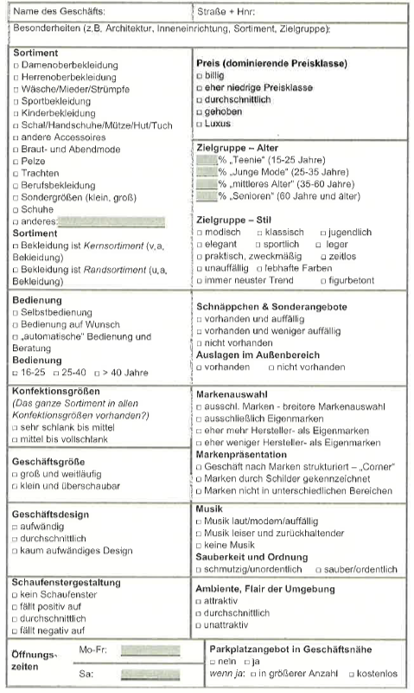 Name des Geschäfts:
Straße + Hnr:
Besonderheiten (z.B. Architektur, Inneneinrichtung, Sortiment, Zielgruppe):
Sortiment
□ Damenoberbekleidung
□ Herrenoberbekleidung
□ Wäsche/Mieder/Strümpfe
□ Sportbekleidung
□ Kinderbekleidung
□ Schal/Handschuhe/Mütze/Hut/Tuch
□ andere Accessoires
□ Braut- und Abendmode
□ Pelze
□ Trachten
□ Berufsbekleidung
□ Sondergrößen (klein, groß)
□ Schuhe
□ anderes:
Sortiment
□ Bekleidung ist Kernsortiment (v.a.
Bekleidung)
□ Bekleidung ist Randsortiment (u.a.
Bekleidung)
Preis (dominierende Preisklasse)
□ billig
□ eher niedrige Preisklasse
□ durchschnittlich
□ gehoben
□ Luxus
Zielgruppe – Alter
% „Teenie" (15-25 Jahre)
% „Junge Mode" (25-35 Jahre)
% „mittleres Alter" (35-60 Jahre)
% „Senioren" (60 Jahre und älter)
Zielgruppe – Stil
□ modisch □ klassisch □ jugendlich
□ elegant □ sportlich □ leger
□ praktisch, zweckmäßig □ zeitlos
□ unauffällig □ lebhafte Farben
□ immer neuster Trend □ figurbetont
Bedienung
□ Selbstbedienung
□ Bedienung auf Wunsch
□ „automatische" Bedienung und
Beratung
Bedienung
□ 16-25 □ 25-40 □ > 40 Jahre
Schnäppchen & Sonderangebote
□ vorhanden und auffällig
□ vorhanden und weniger auffällig
□ nicht vorhanden
Auslagen im Außenbereich
□ vorhanden □ nicht vorhanden
Konfektionsgrößen
(Das ganze Sortiment in allen
Konfektionsgrößen vorhanden?)
□ sehr schlank bis mittel
□ mittel bis vollschlank
Markenauswahl
□ ausschl. Marken - breitere Markenauswahl
□ ausschließlich Eigenmarken
□ eher mehr Hersteller- als Eigenmarken
□ eher weniger Hersteller- als Eigenmarken
Markenpräsentation
□ Geschäft nach Marken strukturiert – „Corner"
□ Marken durch Schilder gekennzeichnet
□ Marken nicht in unterschiedlichen Bereichen
Geschäftsgröße
□ groß und weitläufig
□ klein und überschaubar
Geschäftsdesign
□ aufwändig
□ durchschnittlich
□ kaum aufwändiges Design
Musik
□ Musik laut/modern/auffällig
□ Musik leiser und zurückhaltender
□ keine Musik
Sauberkeit und Ordnung
□ schmutzig/unordentlich □ sauber/ordentlich
Schaufenstergestaltung
□ kein Schaufenster
□ fällt positiv auf
□ durchschnittlich
□ fällt negativ auf
Ambiente, Flair der Umgebung
□ attraktiv
□ durchschnittlich
□ unattraktiv
Öffnungs-
zeiten
Mo-Fr:
Sa:
Parkplatzangebot in Geschäftsnähe
□ nein □ ja
wenn ja: □ in größerer Anzahl □ kostenlos